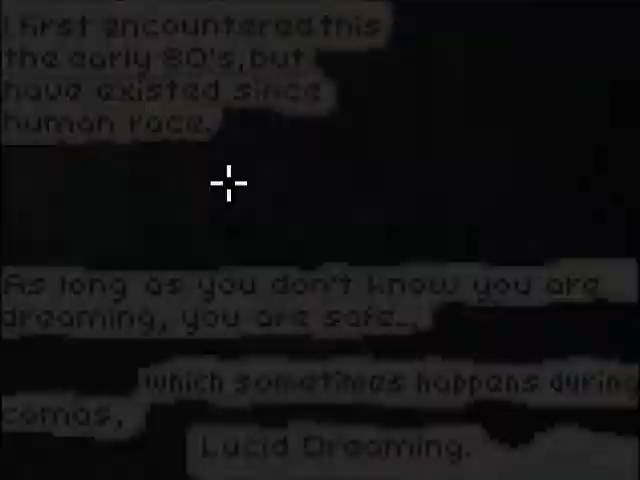 I first encountered this
the early 80's, but
have existed since
human race.
As long as you don't know you are
dreaming, you are safe...
which sometimes happens during
comas,
Lucid Dreaming.